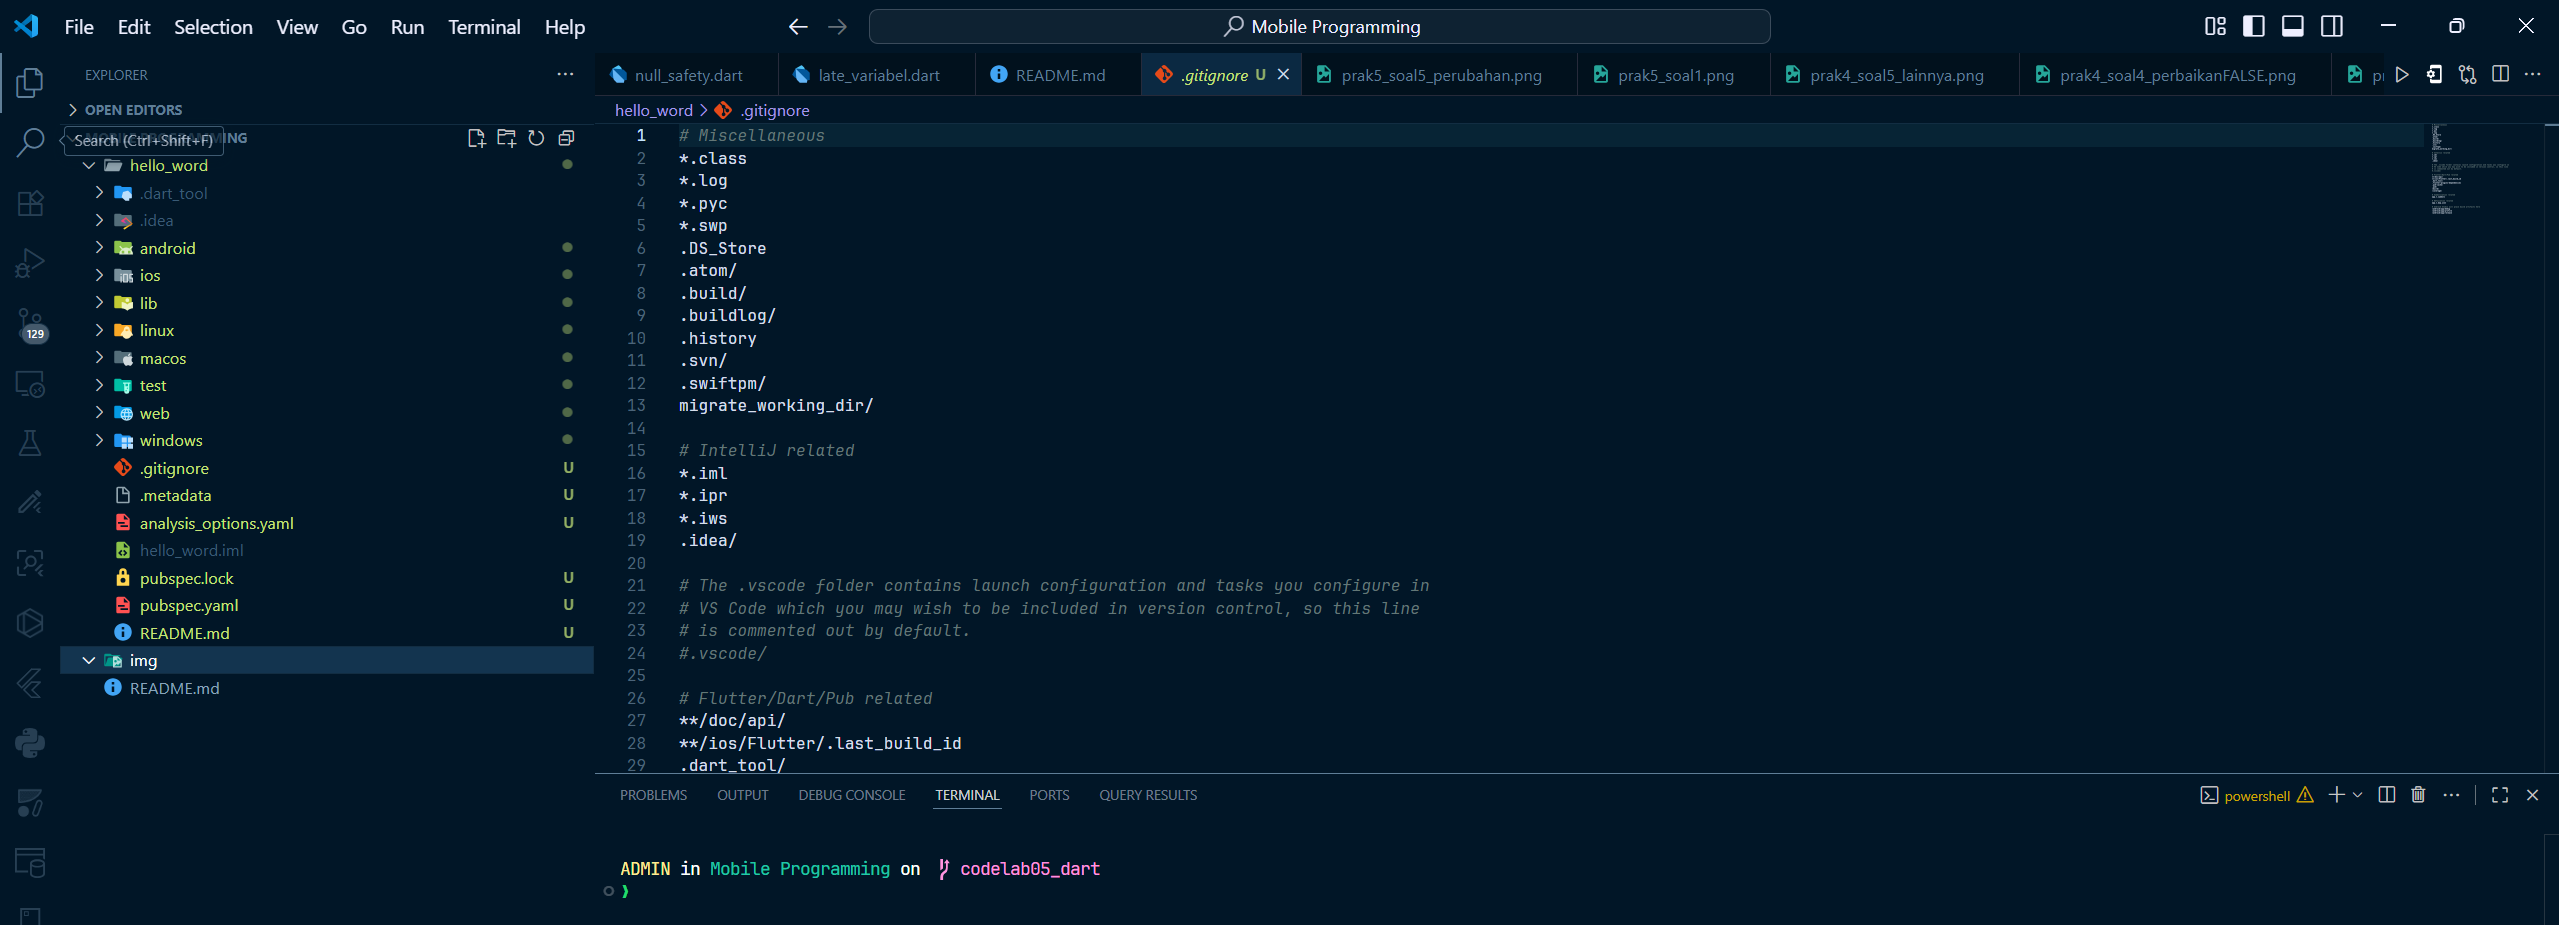 File Edit Selection View Go Run Terminal Help
Mobile Programming
EXPLORER
OPEN EDITORS
Search (Ctrl+Shift+F)
hello_word
.dart_tool
.idea
android
ios
lib
linux
129
macos
test
web
windows
.gitignore U
.metadata U
analysis_options.yaml U
hello_word.iml
pubspec.lock U
pubspec.yaml U
README.md U
img
README.md
null_safety.dart late_variabel.dart README.md .gitignore U prak5_soal5_perubahan.png prak5_soal1.png prak4_soal5_lainnya.png prak4_soal4_perbaikanFALSE.png
hello_word > .gitignore
1 # Miscellaneous
2 *.class
3 *.log
4 *.pyc
5 *.swp
6 .DS_Store
7 .atom/
8 .build/
9 .buildlog/
10 .history
11 .svn/
12 .swiftpm/
13 migrate_working_dir/
14
15 # IntelliJ related
16 *.iml
17 *.ipr
18 *.iws
19 .idea/
20
21 # The .vscode folder contains launch configuration and tasks you configure in
22 # VS Code which you may wish to be included in version control, so this line
23 # is commented out by default.
24 #.vscode/
25
26 # Flutter/Dart/Pub related
27 **/doc/api/
28 **/ios/Flutter/.last_build_id
29 .dart_tool/
PROBLEMS OUTPUT DEBUG CONSOLE TERMINAL PORTS QUERY RESULTS
powershell
ADMIN in Mobile Programming on codelab05_dart